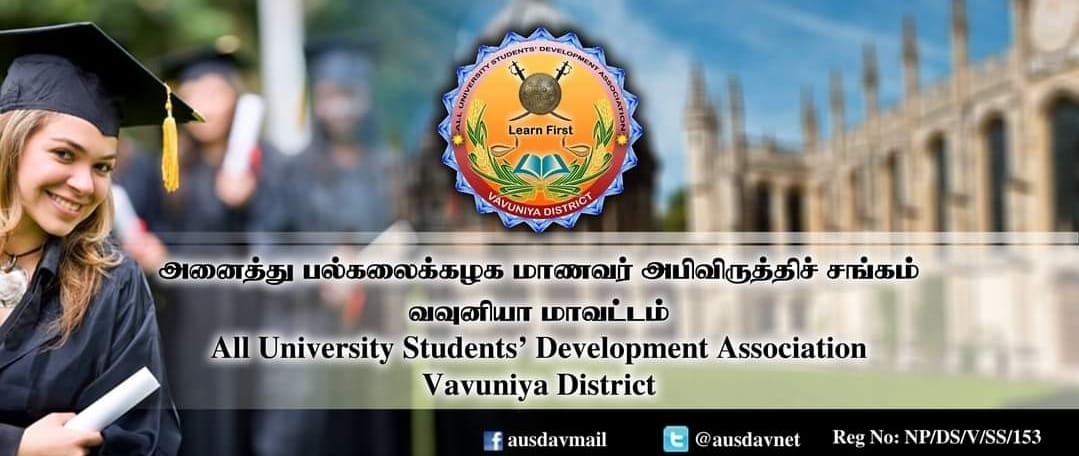 ALL UNIVERSITY STUDENTS' DEVELOPMENT ASSOCIATION
Learn First
VAVUNIYA DISTRICT
அனைத்து பல்கலைக்கழக மாணவர் அபிவிருத்திச் சங்கம்
வவுனியா மாவட்டம்
All University Students' Development Association
Vavuniya District
ausdavmail @ausdavnet Reg No: NP/DS/V/SS/153